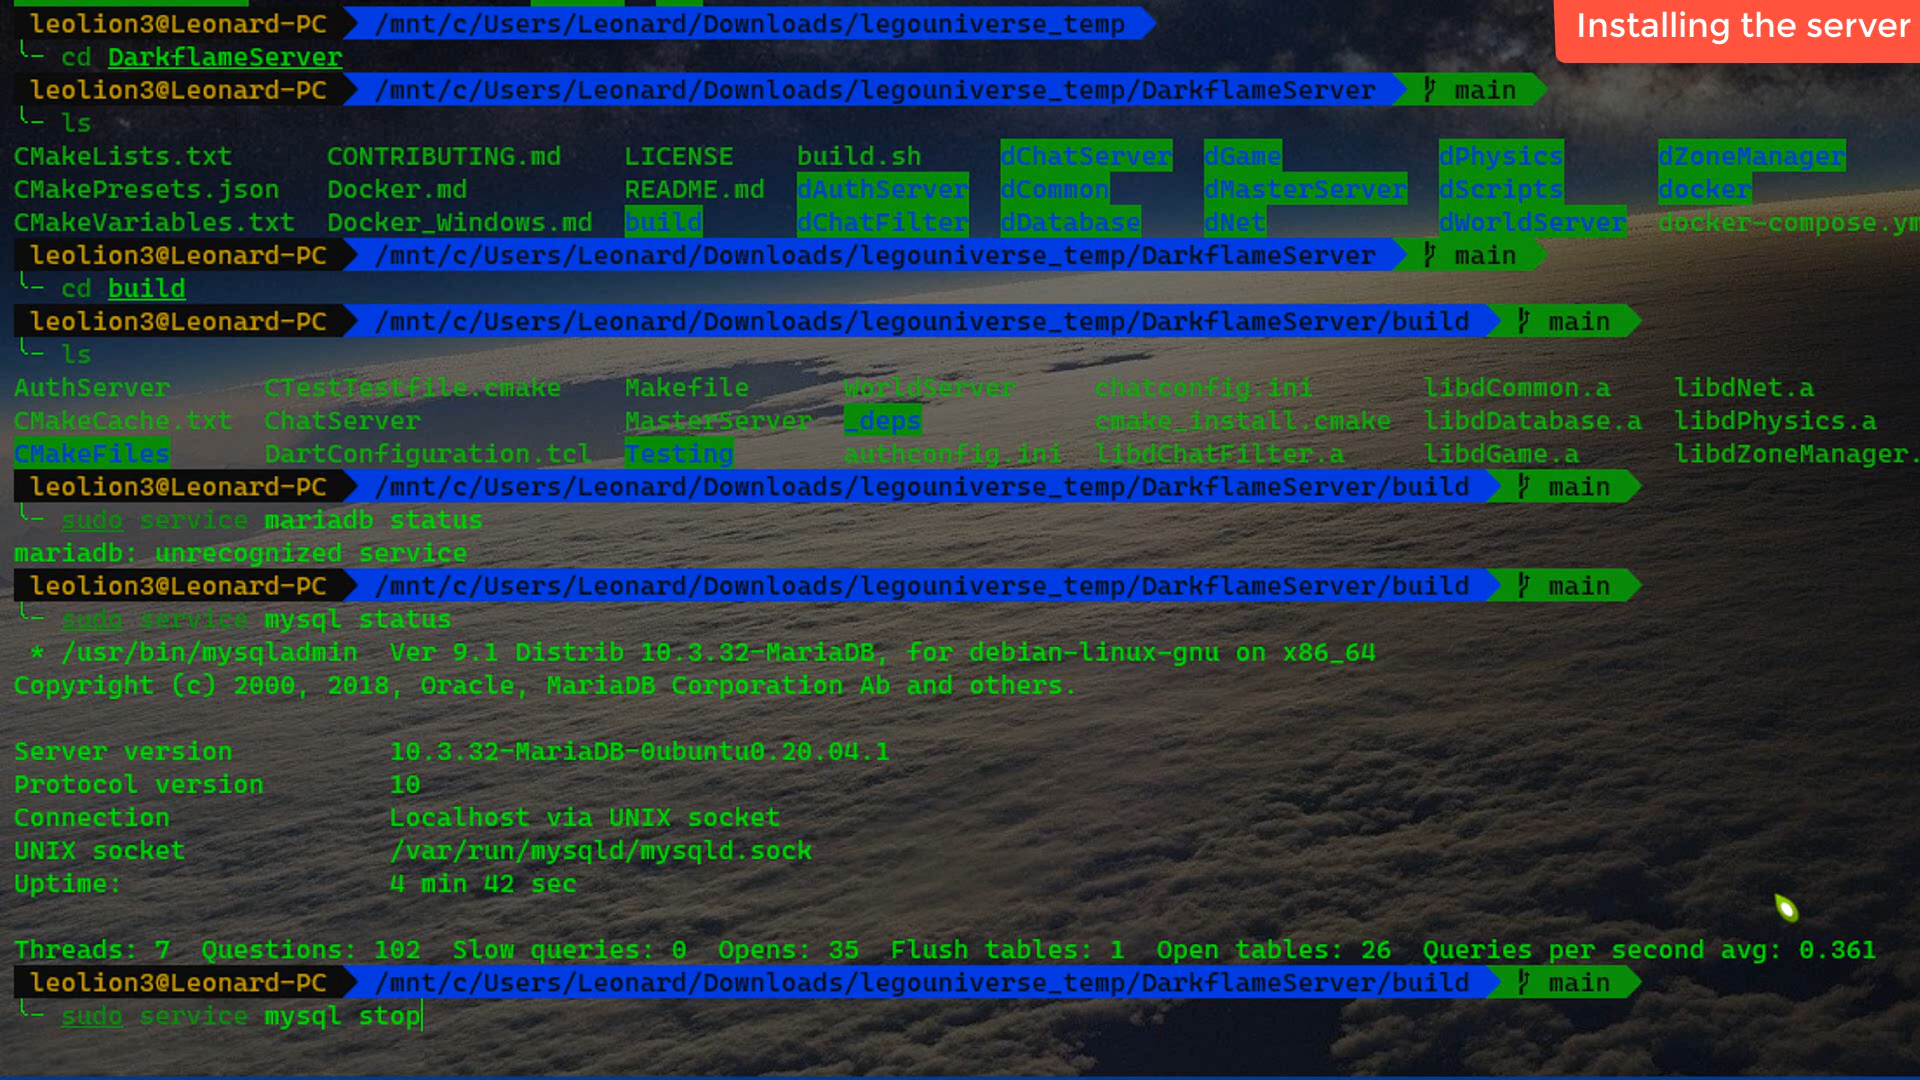 Installing the server
leolion3@Leonard-PC /mnt/c/Users/Leonard/Downloads/legouniverse_temp
cd DarkflameServer
leolion3@Leonard-PC /mnt/c/Users/Leonard/Downloads/legouniverse_temp/DarkflameServer main
ls
CMakeLists.txt CONTRIBUTING.md LICENSE build.sh dChatServer dGame dPhysics dZoneManager
CMakePresets.json Docker.md README.md dAuthServer dCommon dMasterServer dScripts docker
CMakeVariables.txt Docker_Windows.md build dChatFilter dDatabase dNet dWorldServer docker-compose.ym
leolion3@Leonard-PC /mnt/c/Users/Leonard/Downloads/legouniverse_temp/DarkflameServer main
cd build
leolion3@Leonard-PC /mnt/c/Users/Leonard/Downloads/legouniverse_temp/DarkflameServer/build main
ls
AuthServer CTestTestfile.cmake Makefile WorldServer chatconfig.ini libdCommon.a libdNet.a
CMakeCache.txt ChatServer MasterServer _deps cmake_install.cmake libdDatabase.a libdPhysics.a
CMakeFiles DartConfiguration.tcl Testing authconfig.ini libdChatFilter.a libdGame.a libdZoneManager.
leolion3@Leonard-PC /mnt/c/Users/Leonard/Downloads/legouniverse_temp/DarkflameServer/build main
sudo service mariadb status
mariadb: unrecognized service
leolion3@Leonard-PC /mnt/c/Users/Leonard/Downloads/legouniverse_temp/DarkflameServer/build main
sudo service mysql status
* /usr/bin/mysqladmin  Ver 9.1 Distrib 10.3.32-MariaDB, for debian-linux-gnu on x86_64
Copyright (c) 2000, 2018, Oracle, MariaDB Corporation Ab and others.
Server version 10.3.32-MariaDB-0ubuntu0.20.04.1
Protocol version 10
Connection Localhost via UNIX socket
UNIX socket /var/run/mysqld/mysqld.sock
Uptime: 4 min 42 sec
Threads: 7  Questions: 102  Slow queries: 0  Opens: 35  Flush tables: 1  Open tables: 26  Queries per second avg: 0.361
leolion3@Leonard-PC /mnt/c/Users/Leonard/Downloads/legouniverse_temp/DarkflameServer/build main
sudo service mysql stop